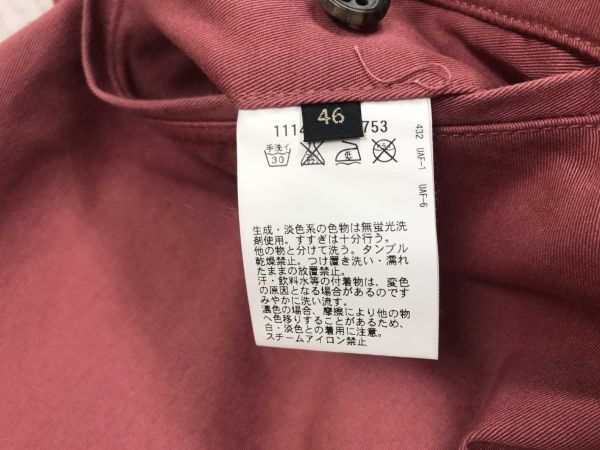 46
1114 753
手洗イ
30
低
生成・淡色系の色物は無蛍光洗
剤使用。すすぎは十分行う。
他の物と分けて洗う。タンブル
乾燥禁止。つけ置き洗い・濡れ
たままの放置禁止。
汗・飲料水等の付着物は、変色
の原因となる場合があるのです
みやかに洗い流す。
濃色の場合、摩擦により他の物
へ色移りすることがあるため、
白・淡色との着用に注意。
スチームアイロン禁止
432 UAF-1 UAF-6